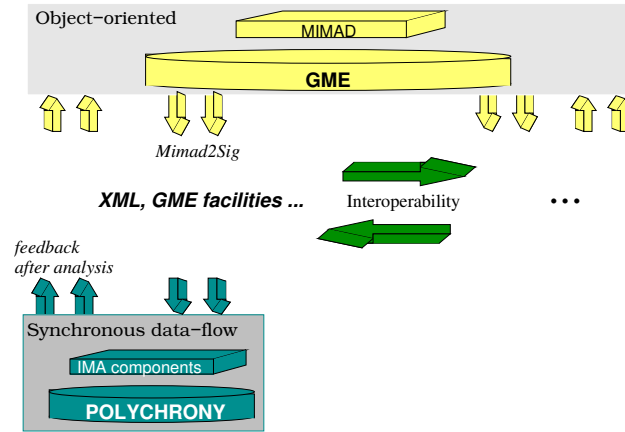 Object−oriented
MIMAD
GME
Mimad2Sig
XML, GME facilities ...
Interoperability
...
feedback
after analysis
Synchronous data−flow
IMA components
POLYCHRONY